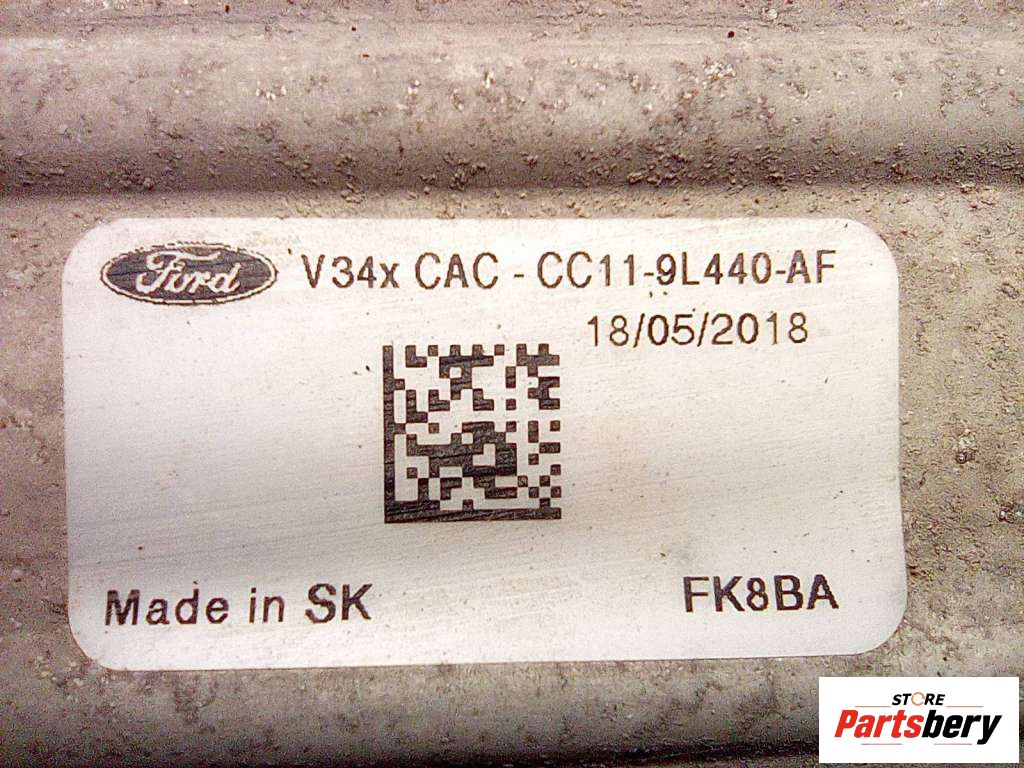 Ford V34x CAC - CC11-9L440-AF
18/05/2018
Made in SK FK8BA
STORE
Partsbery